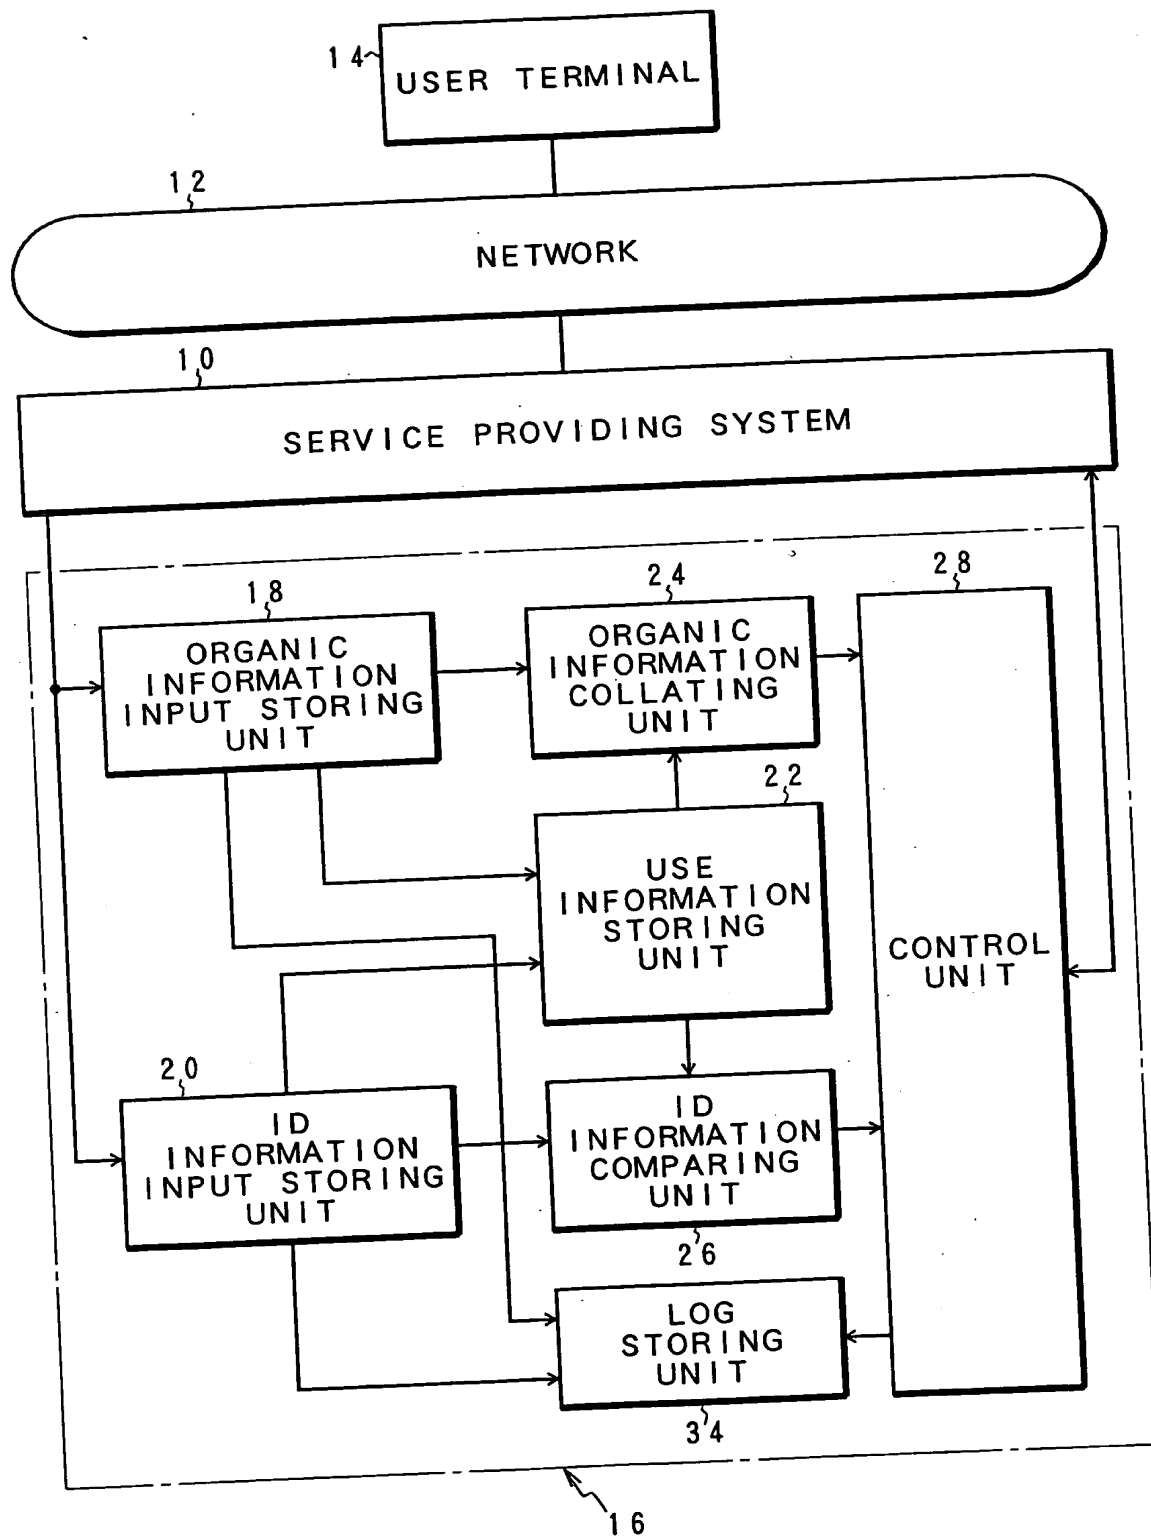 14
USER TERMINAL
12
NETWORK
10
SERVICE PROVIDING SYSTEM
18
ORGANIC
INFORMATION
INPUT STORING
UNIT
24
ORGANIC
INFORMATION
COLLATING
UNIT
28
CONTROL
UNIT
22
USE
INFORMATION
STORING
UNIT
20
ID
INFORMATION
INPUT STORING
UNIT
ID
INFORMATION
COMPARING
UNIT
26
LOG
STORING
UNIT
34
16